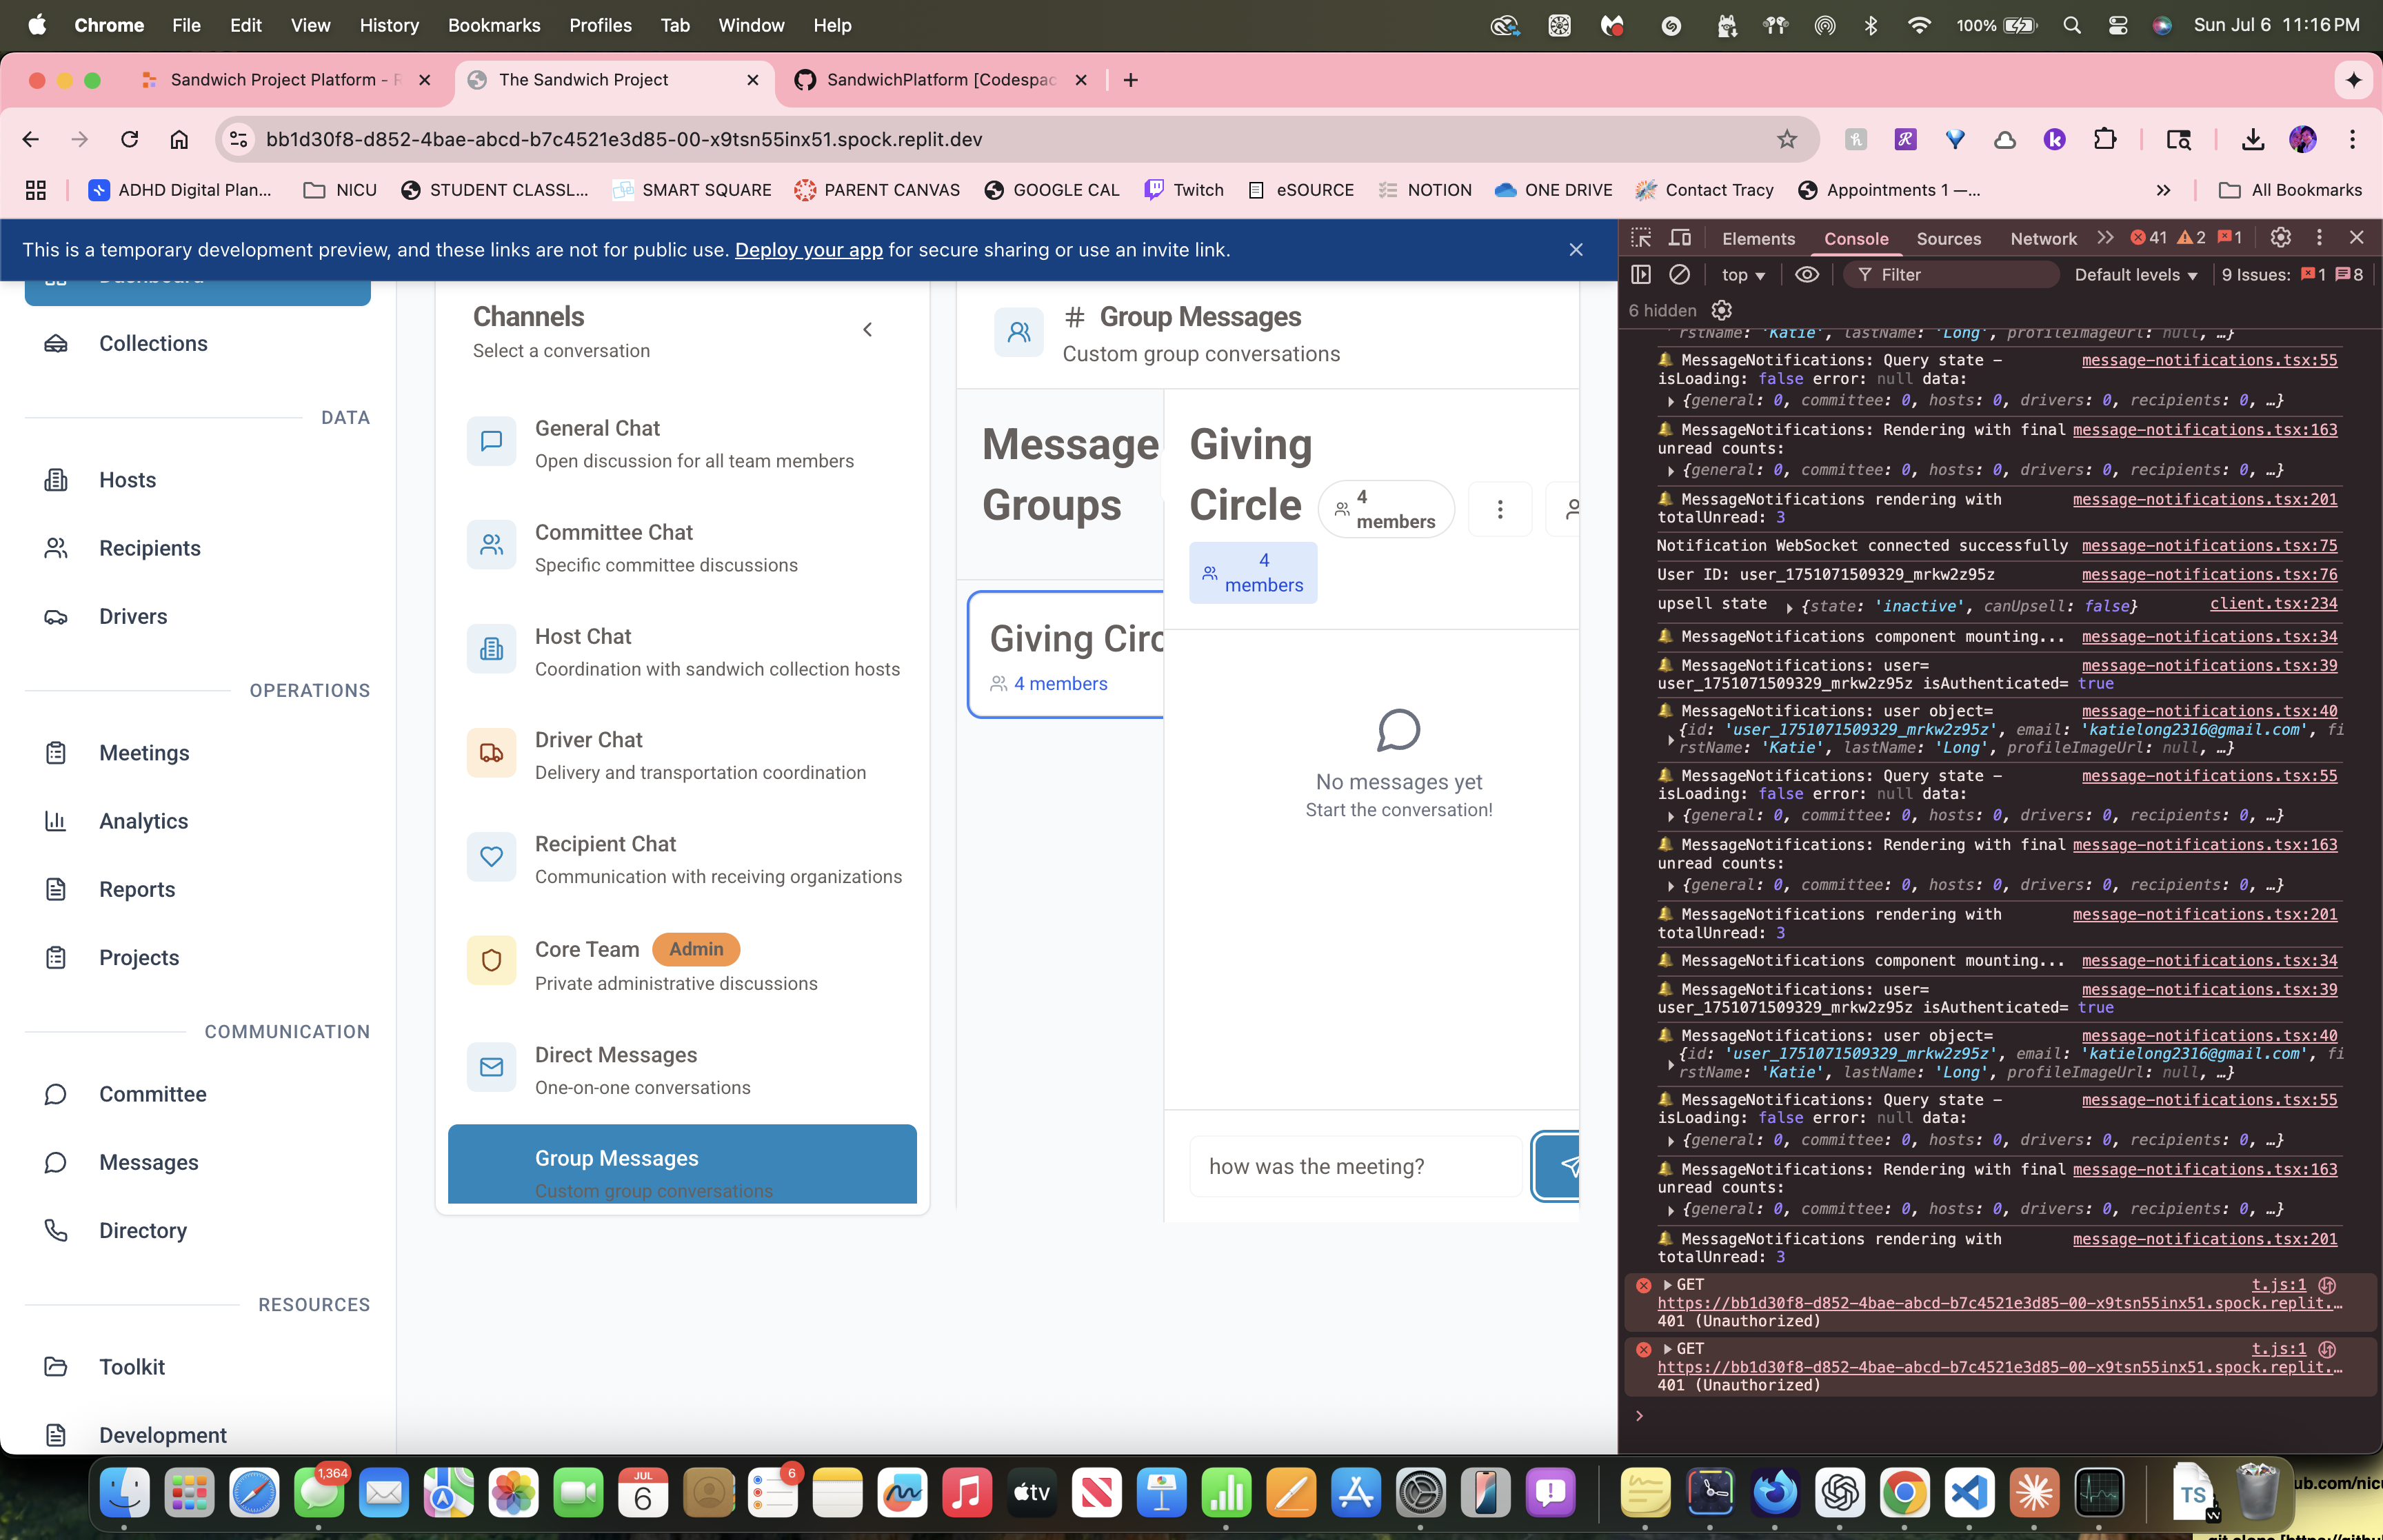 Chrome File Edit View History Bookmarks Profiles Tab Window Help
100% Sun Jul 6 11:16 PM
Sandwich Project Platform -
The Sandwich Project
SandwichPlatform [Codespac
bb1d30f8-d852-4bae-abcd-b7c4521e3d85-00-x9tsn55inx51.spock.replit.dev
ADHD Digital Plan... NICU STUDENT CLASSL... SMART SQUARE PARENT CANVAS GOOGLE CAL Twitch eSOURCE NOTION ONE DRIVE Contact Tracy Appointments 1 —... » All Bookmarks
This is a temporary development preview, and these links are not for public use. Deploy your app for secure sharing or use an invite link.
Collections
DATA
Hosts
Recipients
Drivers
OPERATIONS
Meetings
Analytics
Reports
Projects
COMMUNICATION
Committee
Messages
Directory
RESOURCES
Toolkit
Development
Channels
Select a conversation
General Chat
Open discussion for all team members
Committee Chat
Specific committee discussions
Host Chat
Coordination with sandwich collection hosts
Driver Chat
Delivery and transportation coordination
Recipient Chat
Communication with receiving organizations
Core Team Admin
Private administrative discussions
Direct Messages
One-on-one conversations
Group Messages
Custom group conversations
# Group Messages
Custom group conversations
Message
Groups
Giving Circ
4 members
Giving
Circle
4
members
4
members
No messages yet
Start the conversation!
how was the meeting?
Elements Console Sources Network 41 2 1
top Filter Default levels 9 Issues: 1 8
6 hidden
rstName: 'Katie', lastName: 'Long', profileImageUrl: null, …}
🔔 MessageNotifications: Query state - message-notifications.tsx:55
isLoading: false error: null data:
{general: 0, committee: 0, hosts: 0, drivers: 0, recipients: 0, …}
🔔 MessageNotifications: Rendering with final message-notifications.tsx:163
unread counts:
{general: 0, committee: 0, hosts: 0, drivers: 0, recipients: 0, …}
🔔 MessageNotifications rendering with message-notifications.tsx:201
totalUnread: 3
Notification WebSocket connected successfully message-notifications.tsx:75
User ID: user_1751071509329_mrkw2z95z message-notifications.tsx:76
upsell state {state: 'inactive', canUpsell: false} client.tsx:234
🔔 MessageNotifications component mounting... message-notifications.tsx:34
🔔 MessageNotifications: user= message-notifications.tsx:39
user_1751071509329_mrkw2z95z isAuthenticated= true
🔔 MessageNotifications: user object= message-notifications.tsx:40
{id: 'user_1751071509329_mrkw2z95z', email: 'katielong2316@gmail.com', fi
rstName: 'Katie', lastName: 'Long', profileImageUrl: null, …}
🔔 MessageNotifications: Query state - message-notifications.tsx:55
isLoading: false error: null data:
{general: 0, committee: 0, hosts: 0, drivers: 0, recipients: 0, …}
🔔 MessageNotifications: Rendering with final message-notifications.tsx:163
unread counts:
{general: 0, committee: 0, hosts: 0, drivers: 0, recipients: 0, …}
🔔 MessageNotifications rendering with message-notifications.tsx:201
totalUnread: 3
🔔 MessageNotifications component mounting... message-notifications.tsx:34
🔔 MessageNotifications: user= message-notifications.tsx:39
user_1751071509329_mrkw2z95z isAuthenticated= true
🔔 MessageNotifications: user object= message-notifications.tsx:40
{id: 'user_1751071509329_mrkw2z95z', email: 'katielong2316@gmail.com', fi
rstName: 'Katie', lastName: 'Long', profileImageUrl: null, …}
🔔 MessageNotifications: Query state - message-notifications.tsx:55
isLoading: false error: null data:
{general: 0, committee: 0, hosts: 0, drivers: 0, recipients: 0, …}
🔔 MessageNotifications: Rendering with final message-notifications.tsx:163
unread counts:
{general: 0, committee: 0, hosts: 0, drivers: 0, recipients: 0, …}
🔔 MessageNotifications rendering with message-notifications.tsx:201
totalUnread: 3
GET t.js:1
https://bb1d30f8-d852-4bae-abcd-b7c4521e3d85-00-x9tsn55inx51.spock.replit.…
401 (Unauthorized)
GET t.js:1
https://bb1d30f8-d852-4bae-abcd-b7c4521e3d85-00-x9tsn55inx51.spock.replit.…
401 (Unauthorized)
1,364
JUL
6
6
tv
TS
ub.com/nic